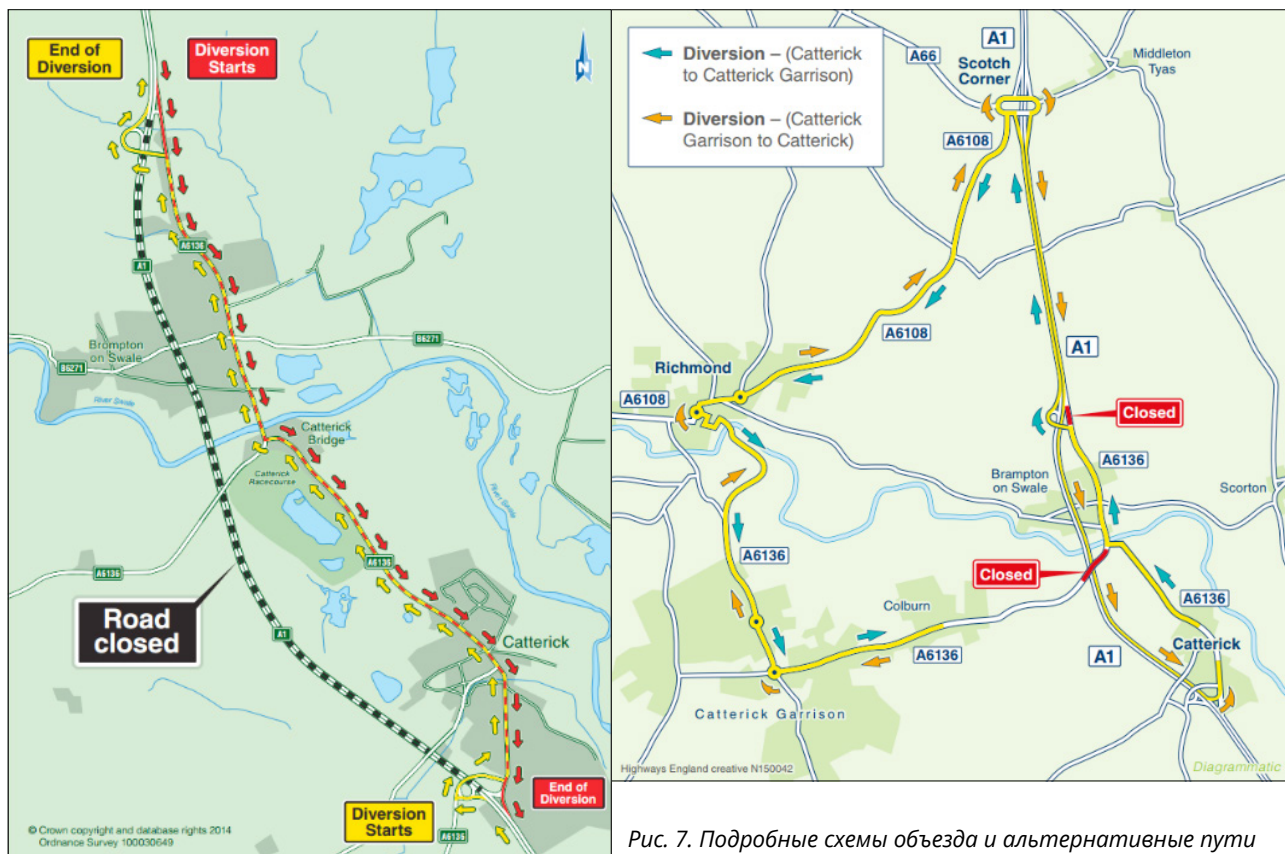 End of
Diversion
Diversion
Starts
N
A6136
A1
Brompton
on Swale
B6271
B6271
River Swale
Catterick
Bridge
Catterick
Racecourse
River Swale
A6136
A6136
Road
closed
A1
Catterick
Diversion
Starts
End of
Diversion
A6136
© Crown copyright and database rights 2014
Ordnance Survey 100030649
Diversion – (Catterick
to Catterick Garrison)
Diversion – (Catterick
Garrison to Catterick)
A1
A66
Scotch
Corner
Middleton
Tyas
A6108
A6108
Richmond
A6108
A1
Closed
A6136
Brampton
on Swale
Scorton
A6136
Closed
Colburn
A6136
A6136
Catterick
A1
Catterick Garrison
Highways England creative N150042
Diagrammatic
Рис. 7. Подробные схемы объезда и альтернативные пути